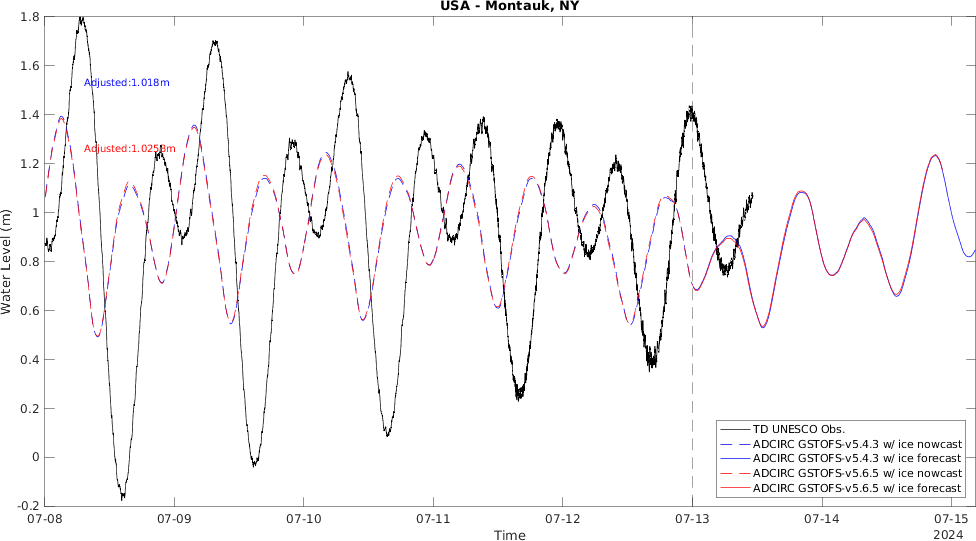 USA - Montauk, NY
1.8
1.6
1.4
1.2
1
0.8
0.6
0.4
0.2
0
-0.2
Water Level (m)
Adjusted:1.018m
Adjusted:1.0258m
TD UNESCO Obs.
ADCIRC GSTOFS-v5.4.3 w/ ice nowcast
ADCIRC GSTOFS-v5.4.3 w/ ice forecast
ADCIRC GSTOFS-v5.6.5 w/ ice nowcast
ADCIRC GSTOFS-v5.6.5 w/ ice forecast
07-08 07-09 07-10 07-11 07-12 07-13 07-14 07-15
Time
2024